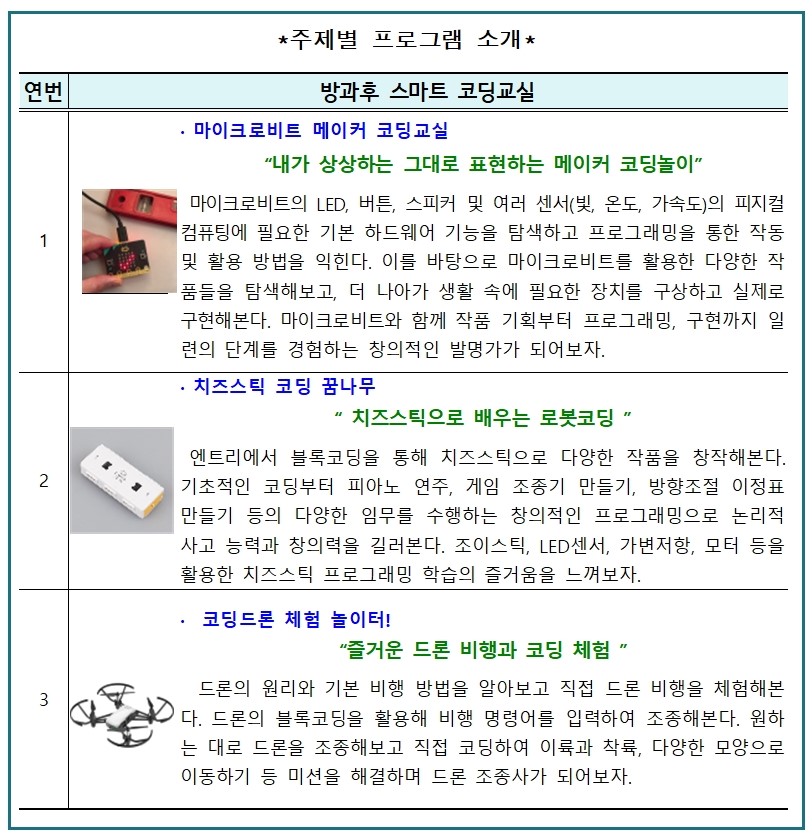 *주제별 프로그램 소개*
연번 방과후 스마트 코딩교실
1
· 마이크로비트 메이커 코딩교실
“내가 상상하는 그대로 표현하는 메이커 코딩놀이”
마이크로비트의 LED, 버튼, 스피커 및 여러 센서(빛, 온도, 가속도)의 피지컬
컴퓨팅에 필요한 기본 하드웨어 기능을 탐색하고 프로그래밍을 통한 작동
및 활용 방법을 익힌다. 이를 바탕으로 마이크로비트를 활용한 다양한 작
품들을 탐색해보고, 더 나아가 생활 속에 필요한 장치를 구상하고 실제로
구현해본다. 마이크로비트와 함께 작품 기획부터 프로그래밍, 구현까지 일
련의 단계를 경험하는 창의적인 발명가가 되어보자.
2
· 치즈스틱 코딩 꿈나무
“ 치즈스틱으로 배우는 로봇코딩 ”
엔트리에서 블록코딩을 통해 치즈스틱으로 다양한 작품을 창작해본다.
기초적인 코딩부터 피아노 연주, 게임 조종기 만들기, 방향조절 이정표
만들기 등의 다양한 임무를 수행하는 창의적인 프로그래밍으로 논리적
사고 능력과 창의력을 길러본다. 조이스틱, LED센서, 가변저항, 모터 등을
활용한 치즈스틱 프로그래밍 학습의 즐거움을 느껴보자.
3
· 코딩드론 체험 놀이터!
“즐거운 드론 비행과 코딩 체험 ”
드론의 원리와 기본 비행 방법을 알아보고 직접 드론 비행을 체험해본
다. 드론의 블록코딩을 활용해 비행 명령어를 입력하여 조종해본다. 원하
는 대로 드론을 조종해보고 직접 코딩하여 이륙과 착륙, 다양한 모양으로
이동하기 등 미션을 해결하며 드론 조종사가 되어보자.